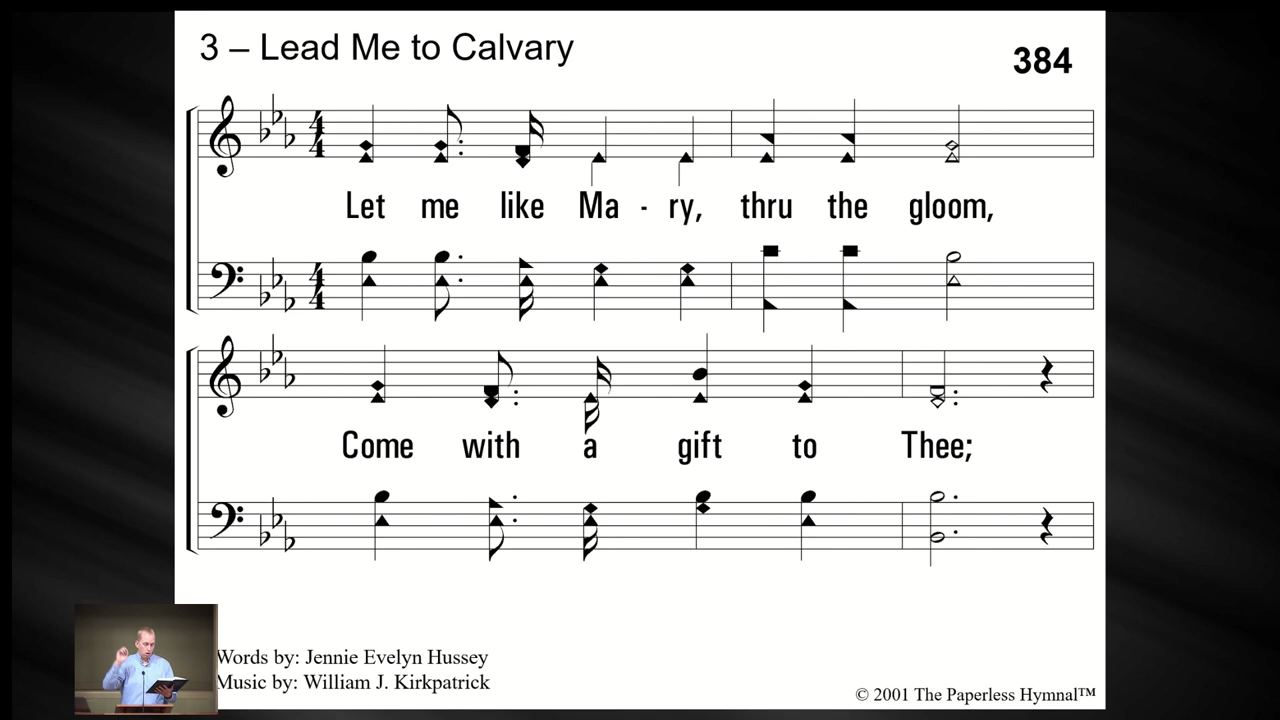 3 – Lead Me to Calvary
384
Let me like Ma - ry, thru the gloom,
Come with a gift to Thee;
Words by: Jennie Evelyn Hussey
Music by: William J. Kirkpatrick
© 2001 The Paperless Hymnal™